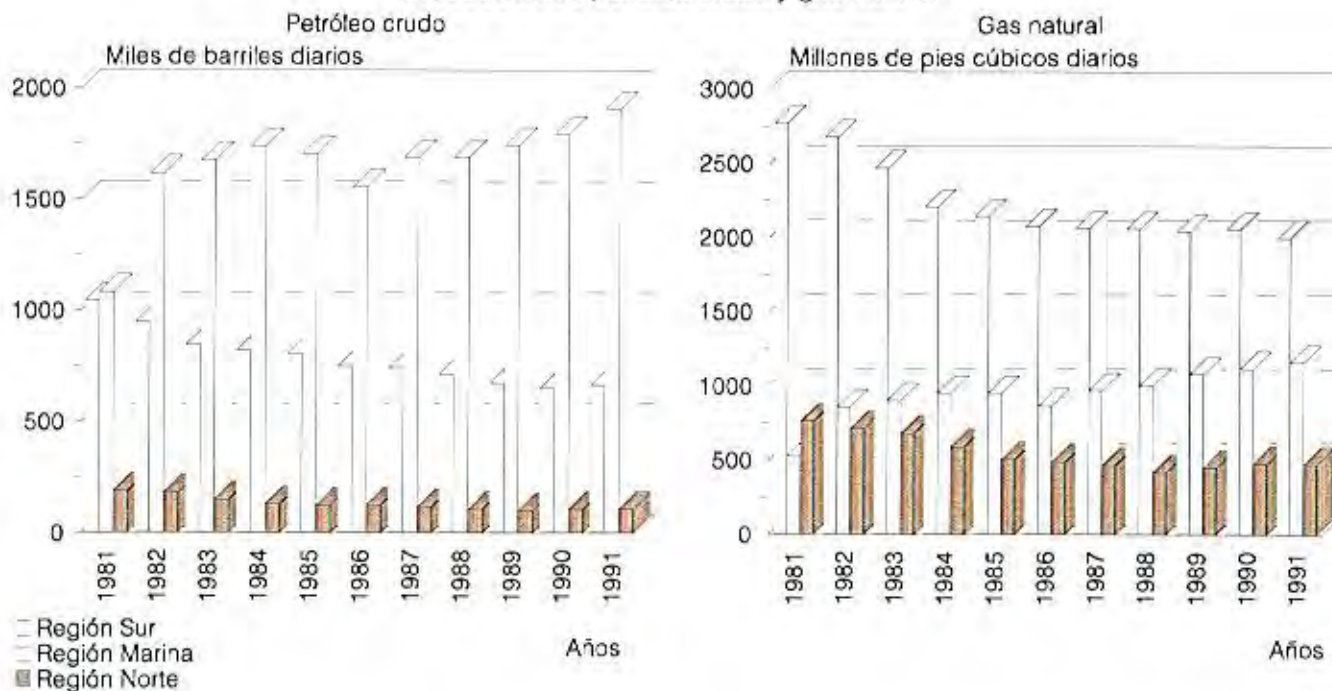 Petróleo crudo
Miles de barriles diarios
2000
1500
1000
500
0
1981 1982 1983 1984 1985 1986 1987 1988 1989 1990 1991
Años
Gas natural
Millones de pies cúbicos diarios
3000
2500
2000
1500
1000
500
0
1981 1982 1983 1984 1985 1986 1987 1988 1989 1990 1991
Años
Región Sur
Región Marina
Región Norte